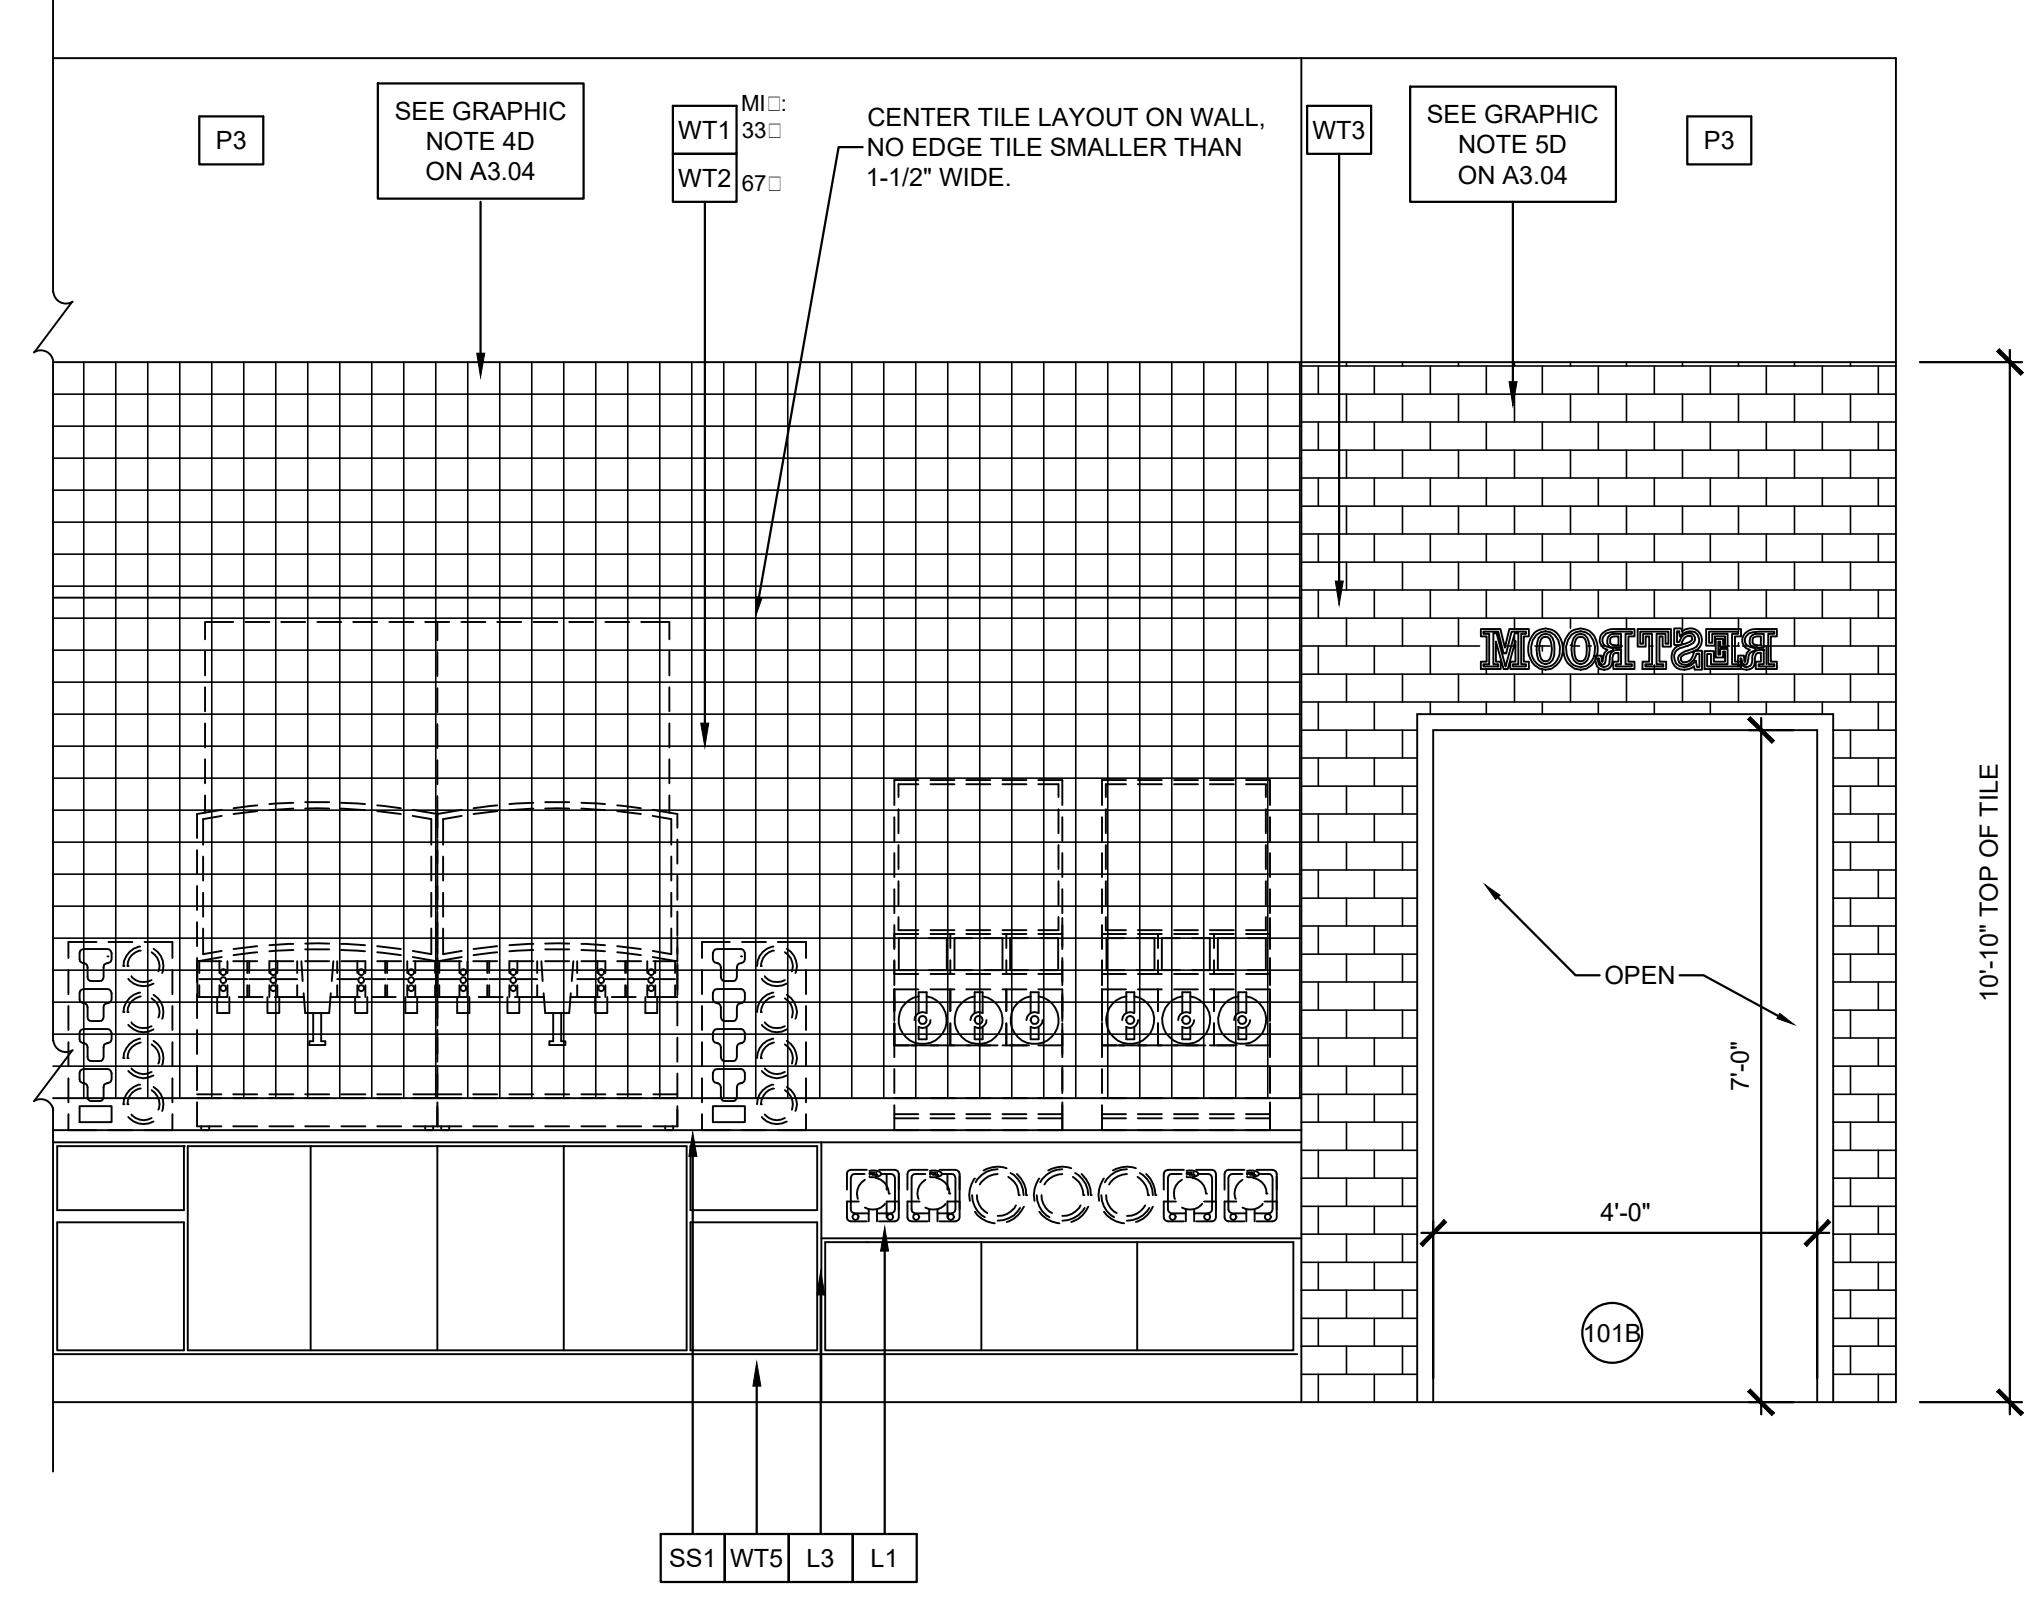 P3
SEE GRAPHIC
NOTE 4D
ON A3.04
WT1
WT2
33
67
CENTER TILE LAYOUT ON WALL,
NO EDGE TILE SMALLER THAN
1-1/2" WIDE.
WT3
SEE GRAPHIC
NOTE 5D
ON A3.04
P3
RESTROOM
10'-10" TOP OF TILE
OPEN
7'-0"
4'-0"
101B
SS1 WT5 L3 L1